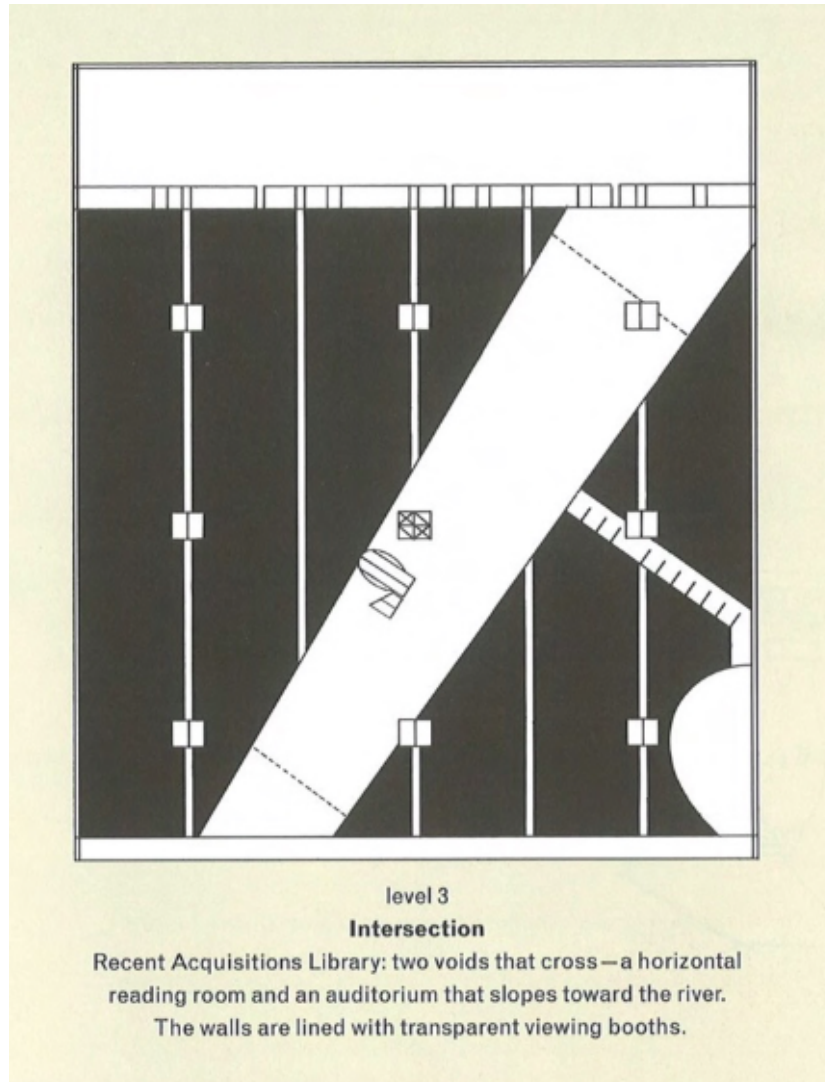 level 3
Intersection
Recent Acquisitions Library: two voids that cross—a horizontal
reading room and an auditorium that slopes toward the river.
The walls are lined with transparent viewing booths.